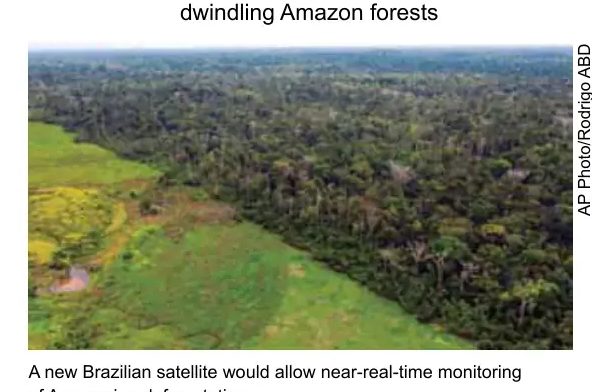 dwindling Amazon forests
AP Photo/Rodrigo ABD
A new Brazilian satellite would allow near-real-time monitoring